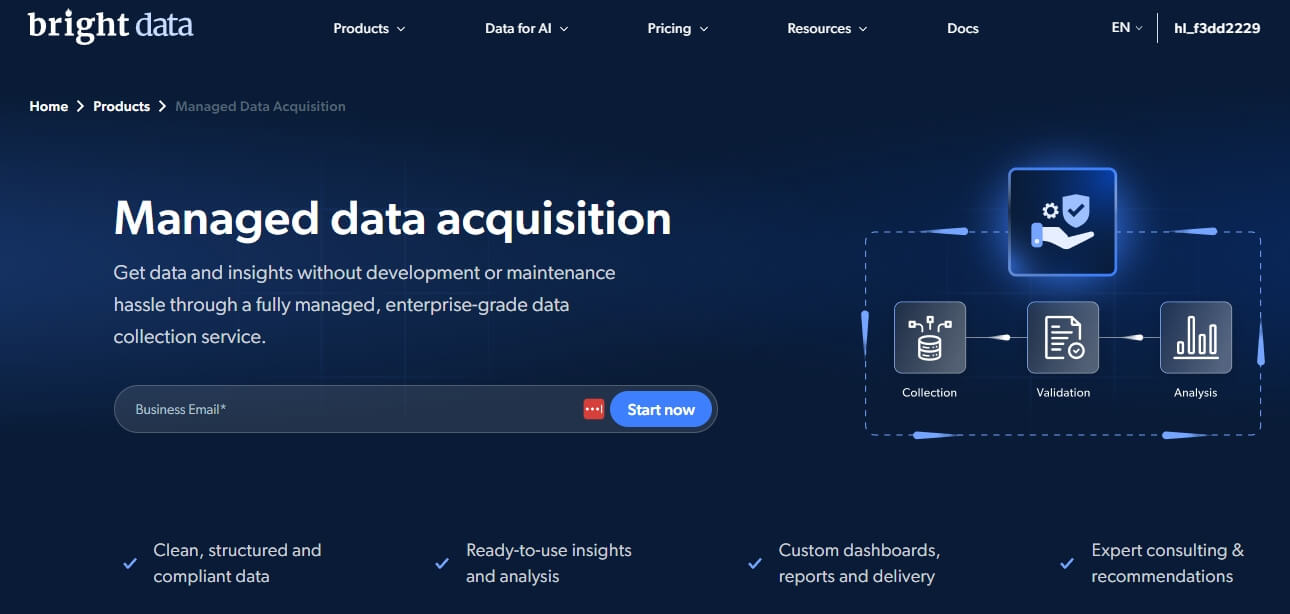 bright data
Products
Data for AI
Pricing
Resources
Docs
EN
hl_f3dd2229
Home
Products
Managed Data Acquisition
Managed data acquisition
Get data and insights without development or maintenance
hassle through a fully managed, enterprise-grade data
collection service.
Business Email*
Start now
Collection
Validation
Analysis
Clean, structured and
compliant data
Ready-to-use insights
and analysis
Custom dashboards,
reports and delivery
Expert consulting &
recommendations